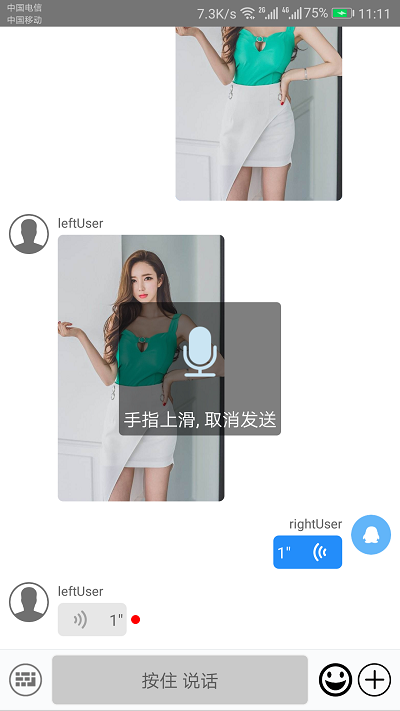 中国电信
中国移动
7.3K/s 2G 4G 75% 11:11
leftUser
手指上滑, 取消发送
rightUser
1"
leftUser
1"
按住 说话